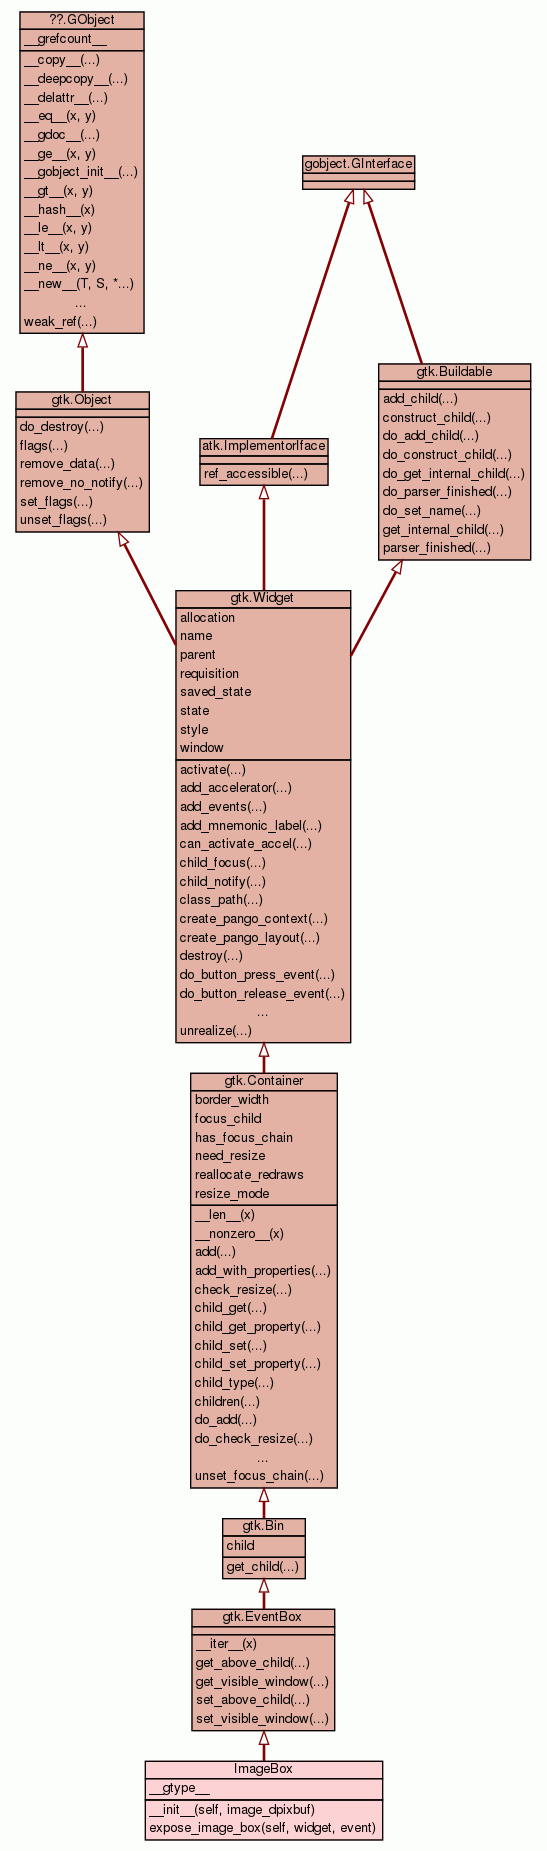 ??.GObject
__grefcount__
__copy__(...)
__deepcopy__(...)
__delattr__(...)
__eq__(x, y)
__gdoc__(...)
__ge__(x, y)
__gobject_init__(...)
__gt__(x, y)
__hash__(x)
__le__(x, y)
__lt__(x, y)
__ne__(x, y)
__new__(T, S, *...)
...
weak_ref(...)
gobject.GInterface
gtk.Buildable
add_child(...)
construct_child(...)
do_add_child(...)
do_construct_child(...)
do_get_internal_child(...)
do_parser_finished(...)
do_set_name(...)
get_internal_child(...)
parser_finished(...)
gtk.Object
do_destroy(...)
flags(...)
remove_data(...)
remove_no_notify(...)
set_flags(...)
unset_flags(...)
atk.ImplementorIface
ref_accessible(...)
gtk.Widget
allocation
name
parent
requisition
saved_state
state
style
window
activate(...)
add_accelerator(...)
add_events(...)
add_mnemonic_label(...)
can_activate_accel(...)
child_focus(...)
child_notify(...)
class_path(...)
create_pango_context(...)
create_pango_layout(...)
destroy(...)
do_button_press_event(...)
do_button_release_event(...)
...
unrealize(...)
gtk.Container
border_width
focus_child
has_focus_chain
need_resize
reallocate_redraws
resize_mode
__len__(x)
__nonzero__(x)
add(...)
add_with_properties(...)
check_resize(...)
child_get(...)
child_get_property(...)
child_set(...)
child_set_property(...)
child_type(...)
children(...)
do_add(...)
do_check_resize(...)
...
unset_focus_chain(...)
gtk.Bin
child
get_child(...)
gtk.EventBox
__iter__(x)
get_above_child(...)
get_visible_window(...)
set_above_child(...)
set_visible_window(...)
ImageBox
__gtype__
__init__(self, image_dpixbuf)
expose_image_box(self, widget, event)